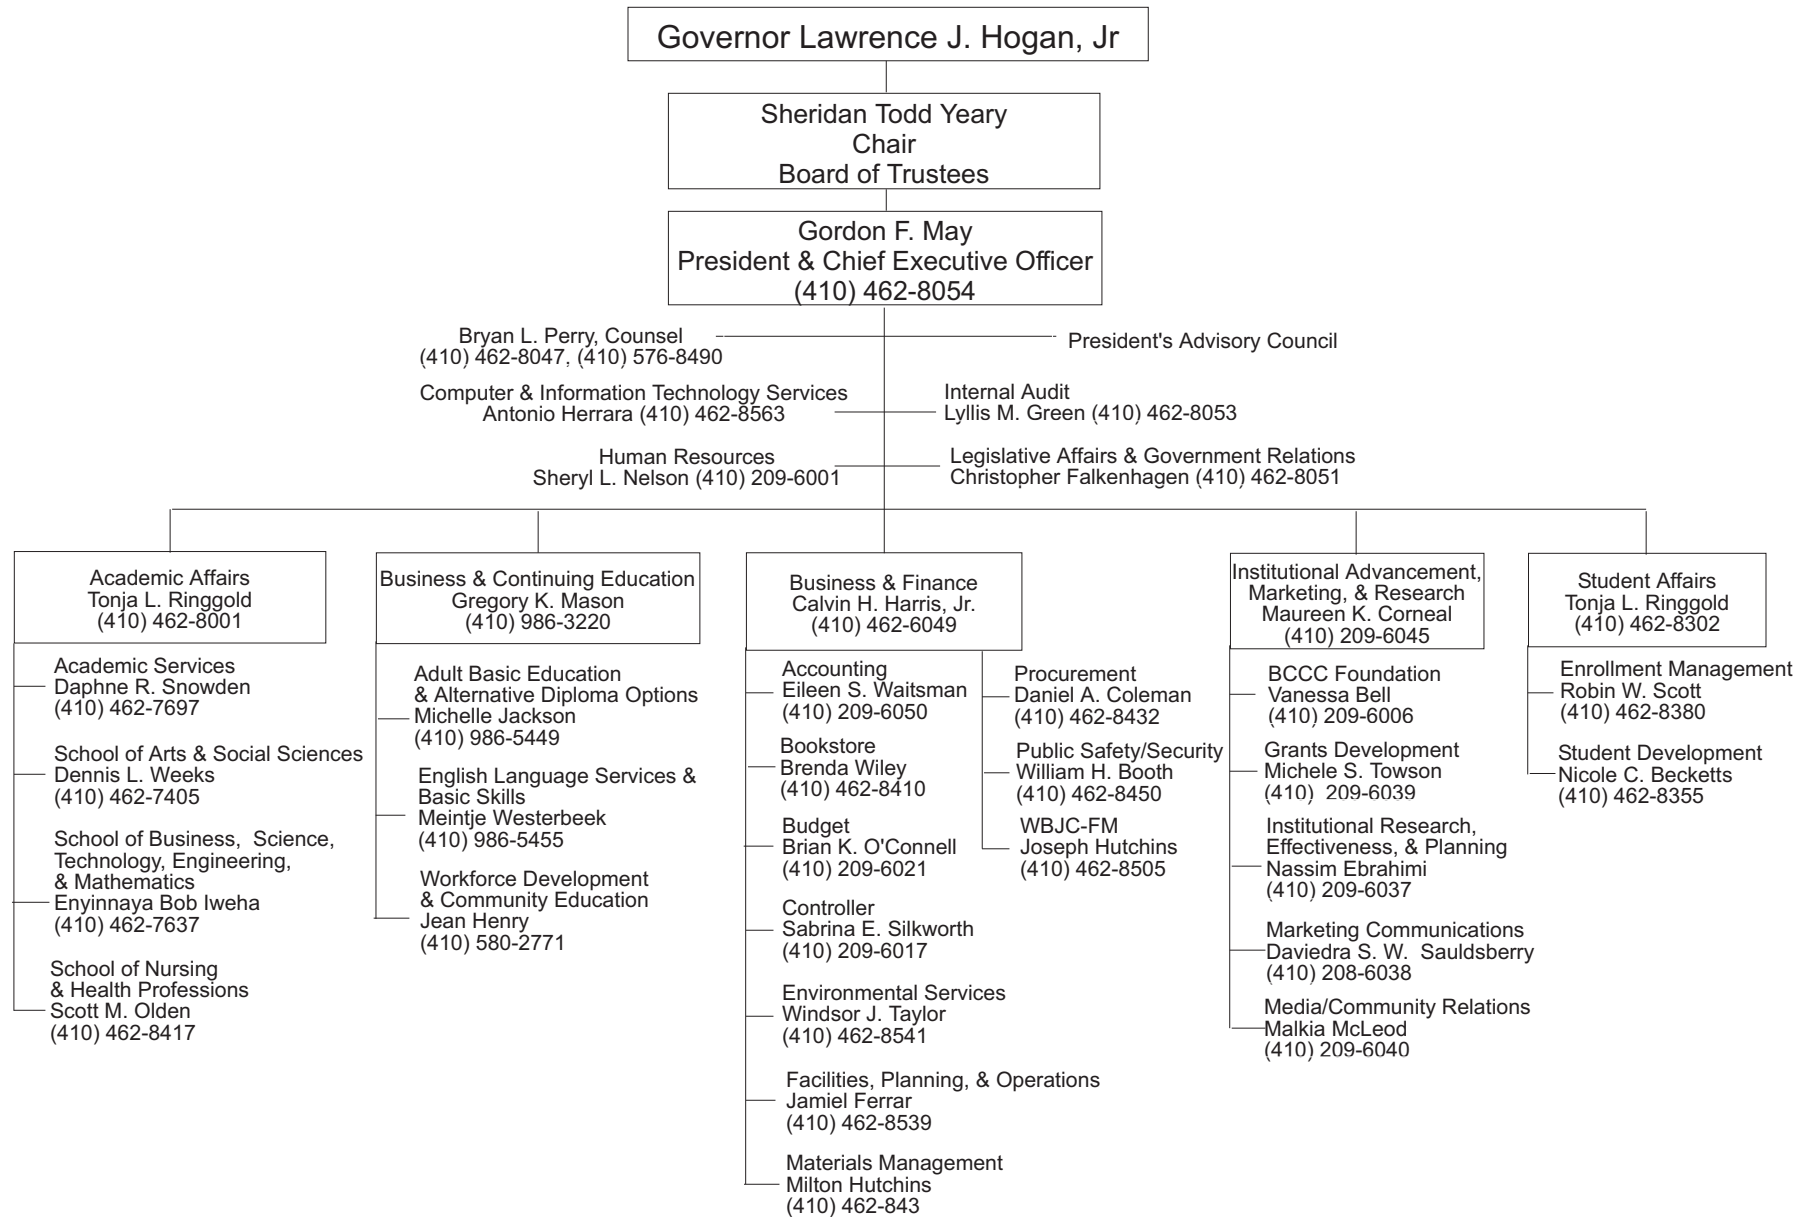 Governor Lawrence J. Hogan, Jr
Sheridan Todd Yeary
Chair
Board of Trustees
Gordon F. May
President & Chief Executive Officer
(410) 462-8054
Bryan L. Perry, Counsel
(410) 462-8047, (410) 576-8490
President's Advisory Council
Computer & Information Technology Services
Antonio Herrara (410) 462-8563
Internal Audit
Lyllis M. Green (410) 462-8053
Human Resources
Sheryl L. Nelson (410) 209-6001
Legislative Affairs & Government Relations
Christopher Falkenhagen (410) 462-8051
Academic Affairs
Tonja L. Ringgold
(410) 462-8001
Academic Services
Daphne R. Snowden
(410) 462-7697
School of Arts & Social Sciences
Dennis L. Weeks
(410) 462-7405
School of Business, Science,
Technology, Engineering,
& Mathematics
Enyinnaya Bob Iweha
(410) 462-7637
School of Nursing
& Health Professions
Scott M. Olden
(410) 462-8417
Business & Continuing Education
Gregory K. Mason
(410) 986-3220
Adult Basic Education
& Alternative Diploma Options
Michelle Jackson
(410) 986-5449
English Language Services &
Basic Skills
Meintje Westerbeek
(410) 986-5455
Workforce Development
& Community Education
Jean Henry
(410) 580-2771
Business & Finance
Calvin H. Harris, Jr.
(410) 462-6049
Accounting
Eileen S. Waitsman
(410) 209-6050
Bookstore
Brenda Wiley
(410) 462-8410
Budget
Brian K. O'Connell
(410) 209-6021
Controller
Sabrina E. Silkworth
(410) 209-6017
Environmental Services
Windsor J. Taylor
(410) 462-8541
Facilities, Planning, & Operations
Jamiel Ferrar
(410) 462-8539
Materials Management
Milton Hutchins
(410) 462-843
Procurement
Daniel A. Coleman
(410) 462-8432
Public Safety/Security
William H. Booth
(410) 462-8450
WBJC-FM
Joseph Hutchins
(410) 462-8505
Institutional Advancement,
Marketing, & Research
Maureen K. Corneal
(410) 209-6045
BCCC Foundation
Vanessa Bell
(410) 209-6006
Grants Development
Michele S. Towson
(410) 209-6039
Institutional Research,
Effectiveness, & Planning
Nassim Ebrahimi
(410) 209-6037
Marketing Communications
Daviedra S. W. Sauldsberry
(410) 208-6038
Media/Community Relations
Malkia McLeod
(410) 209-6040
Student Affairs
Tonja L. Ringgold
(410) 462-8302
Enrollment Management
Robin W. Scott
(410) 462-8380
Student Development
Nicole C. Becketts
(410) 462-8355